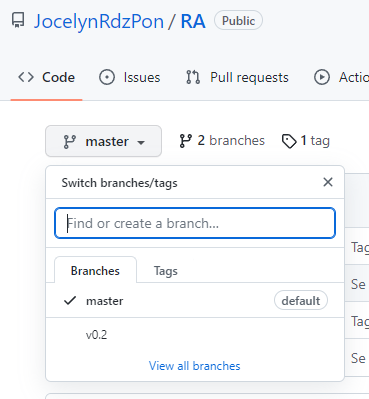 JocelynRdzPon / RA Public
Code Issues Pull requests Actio
master 2 branches 1 tag
Switch branches/tags
Find or create a branch...
Tag
Branches Tags
Se
master default
Tag
v0.2
Se
View all branches